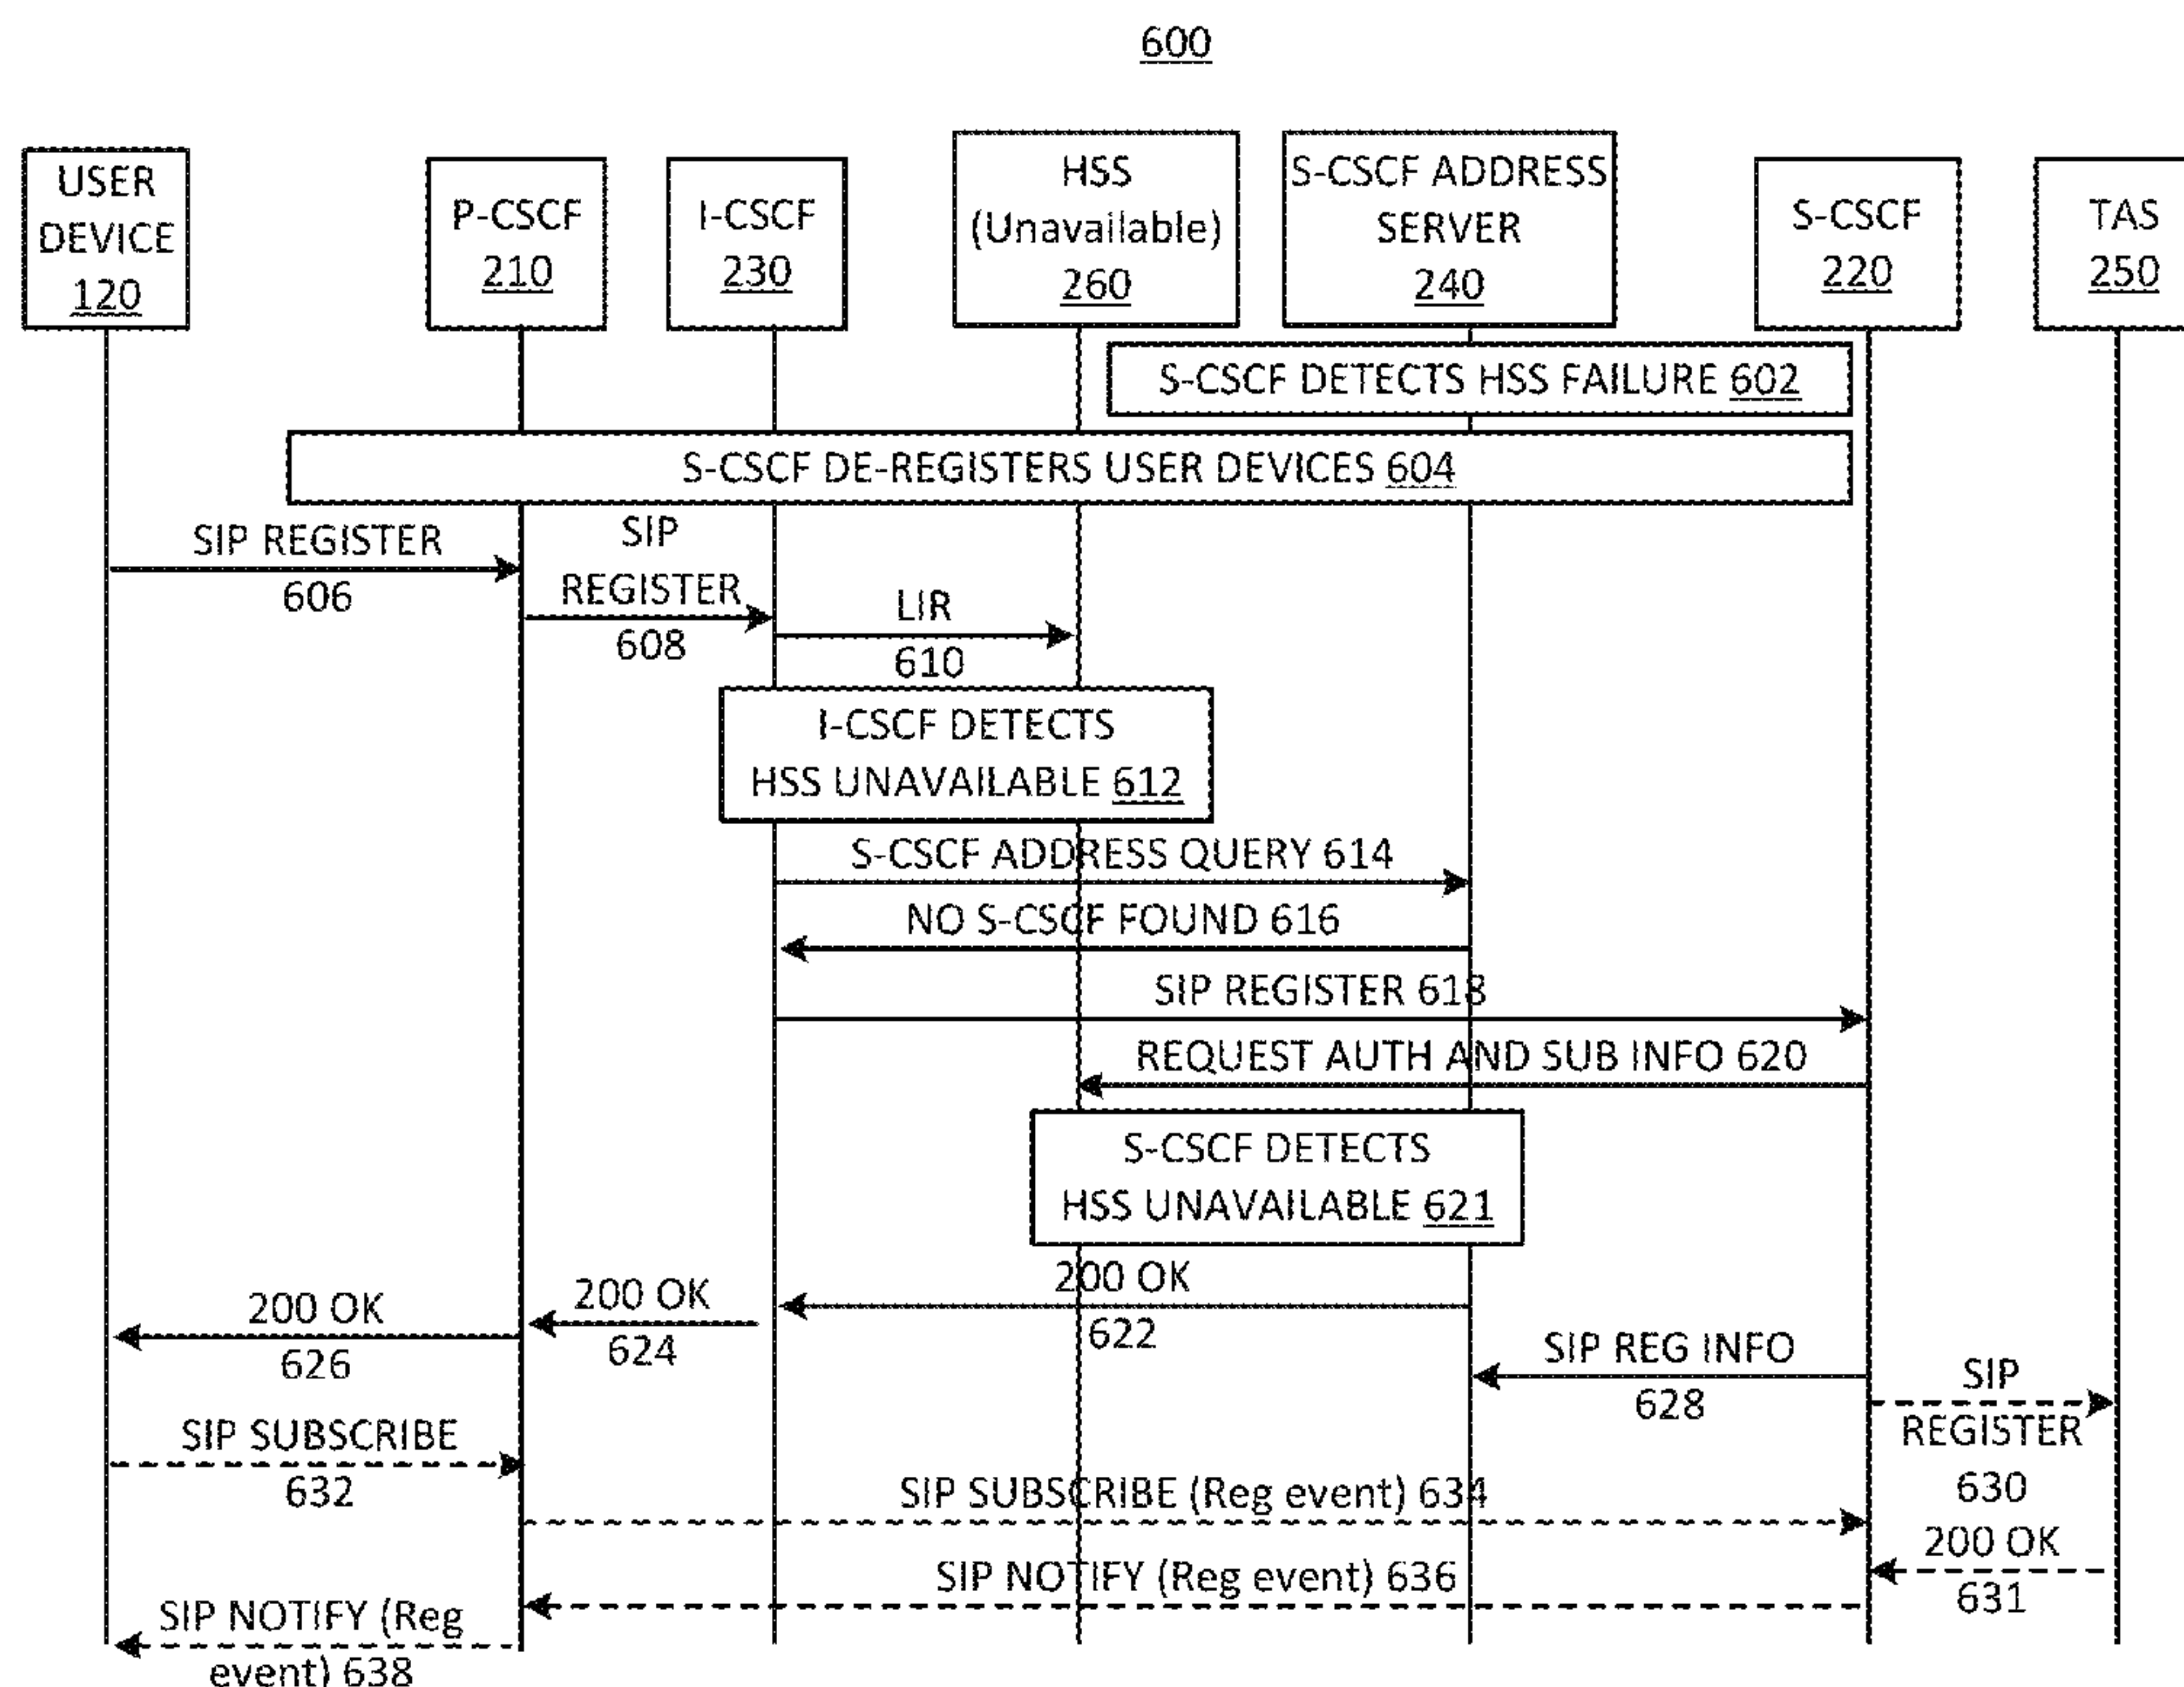 600
USER
DEVICE
120
P-CSCF
210
I-CSCF
230
HSS
(Unavailable)
260
S-CSCF ADDRESS
SERVER
240
S-CSCF
220
TAS
250
S-CSCF DETECTS HSS FAILURE 602
S-CSCF DE-REGISTERS USER DEVICES 604
SIP REGISTER
606
SIP
REGISTER
608
LIR
610
I-CSCF DETECTS
HSS UNAVAILABLE 612
S-CSCF ADDRESS QUERY 614
NO S-CSCF FOUND 616
SIP REGISTER 618
REQUEST AUTH AND SUB INFO 620
S-CSCF DETECTS
HSS UNAVAILABLE 621
200 OK
622
200 OK
624
200 OK
626
SIP REG INFO
628
SIP
REGISTER
630
SIP SUBSCRIBE
632
SIP SUBSCRIBE (Reg event) 634
200 OK
631
SIP NOTIFY (Reg event) 636
SIP NOTIFY (Reg
event) 638